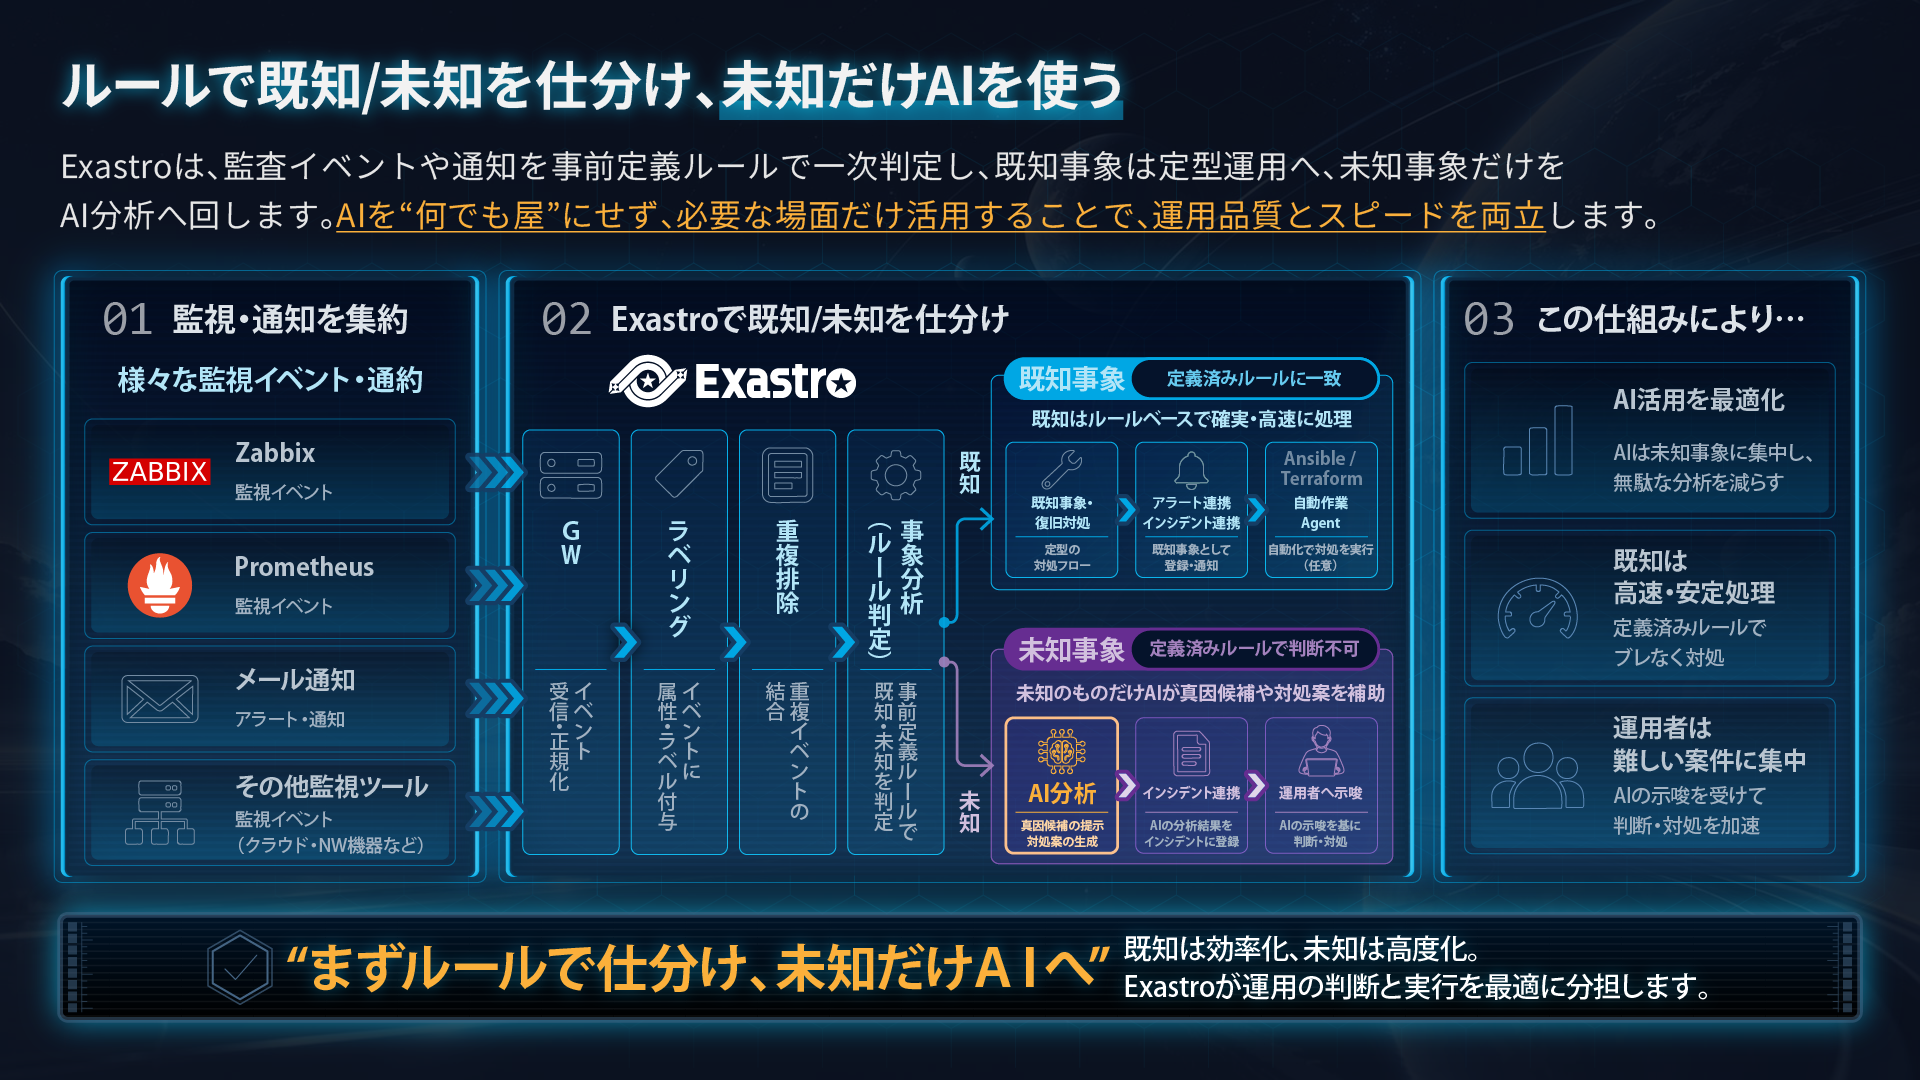 ルールで既知/未知を仕分け、未知だけAIを使う
Exastroは、監査イベントや通知を事前定義ルールで一次判定し、既知事象は定型運用へ、未知事象だけを
AI分析へ回します。AIを“何でも屋”にせず、必要な場面だけ活用することで、運用品質とスピードを両立します。
01 監視・通知を集約
様々な監視イベント・通約
ZABBIX
Zabbix
監視イベント
Prometheus
監視イベント
メール通知
アラート・通知
その他監視ツール
監視イベント
（クラウド・NW機器など）
02 Exastroで既知/未知を仕分け
Exastro
GW
イベント
受信・正規化
ラベリング
イベントに
属性・ラベル付与
重複排除
重複イベントの
結合
事象分析
（ルール判定）
事前定義ルールで
既知・未知を判定
既知
既知事象 定義済みルールに一致
既知はルールベースで確実・高速に処理
既知事象・
復旧対処
定型の
対処フロー
アラート連携
インシデント連携
既知事象として
登録・通知
Ansible /
Terraform
自動作業
Agent
自動化で対処を実行
（任意）
未知
未知事象 定義済みルールで判断不可
未知のものだけAIが真因候補や対処案を補助
AI分析
真因候補の提示
対処案の生成
インシデント連携
AIの分析結果を
インシデントに登録
運用者へ示唆
AIの示唆を基に
判断・対処
03 この仕組みにより…
AI活用を最適化
AIは未知事象に集中し、
無駄な分析を減らす
既知は
高速・安定処理
定義済みルールで
ブレなく対処
運用者は
難しい案件に集中
AIの示唆を受けて
判断・対処を加速
“まずルールで仕分け、未知だけAIへ”
既知は効率化、未知は高度化。
Exastroが運用の判断と実行を最適に分担します。